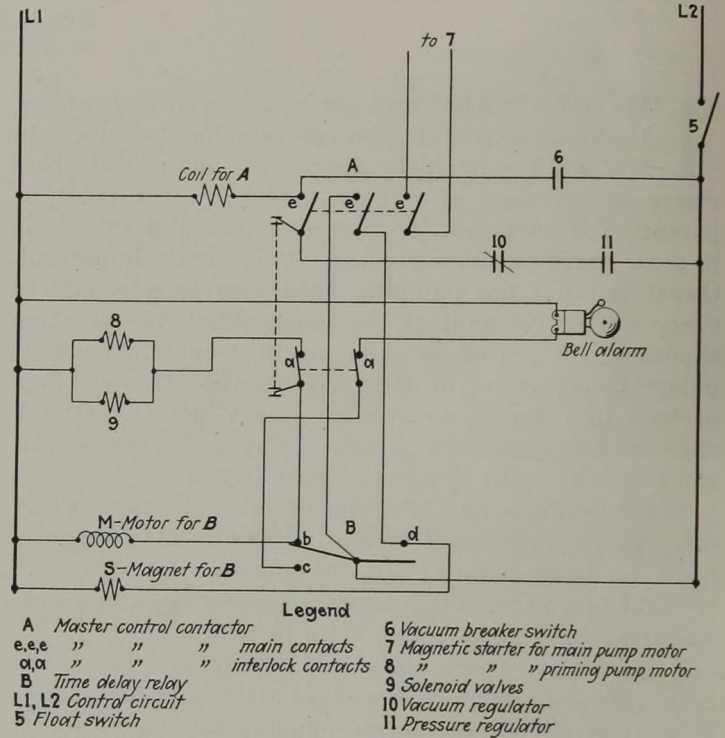 L1
L2
to 7
5
Coil for A
A
6
e
e
e
10
11
8
a
a
Bell alarm
9
M-Motor for B
b
B
d
c
S-Magnet for B
Legend
A Master control contactor
e,e,e " " " main contacts
a,a " " " interlock contacts
B Time delay relay
L1, L2 Control circuit
5 Float switch
6 Vacuum breaker switch
7 Magnetic starter for main pump motor
8 " " " priming pump motor
9 Solenoid valves
10 Vacuum regulator
11 Pressure regulator